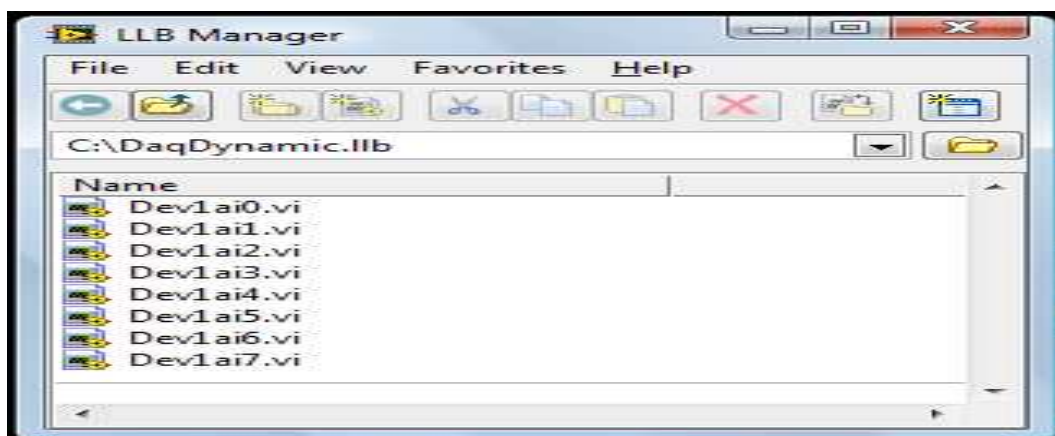 LLB Manager
File Edit View Favorites Help
C:\DaqDynamic.llb
Name
Dev1ai0.vi
Dev1ai1.vi
Dev1ai2.vi
Dev1ai3.vi
Dev1ai4.vi
Dev1ai5.vi
Dev1ai6.vi
Dev1ai7.vi